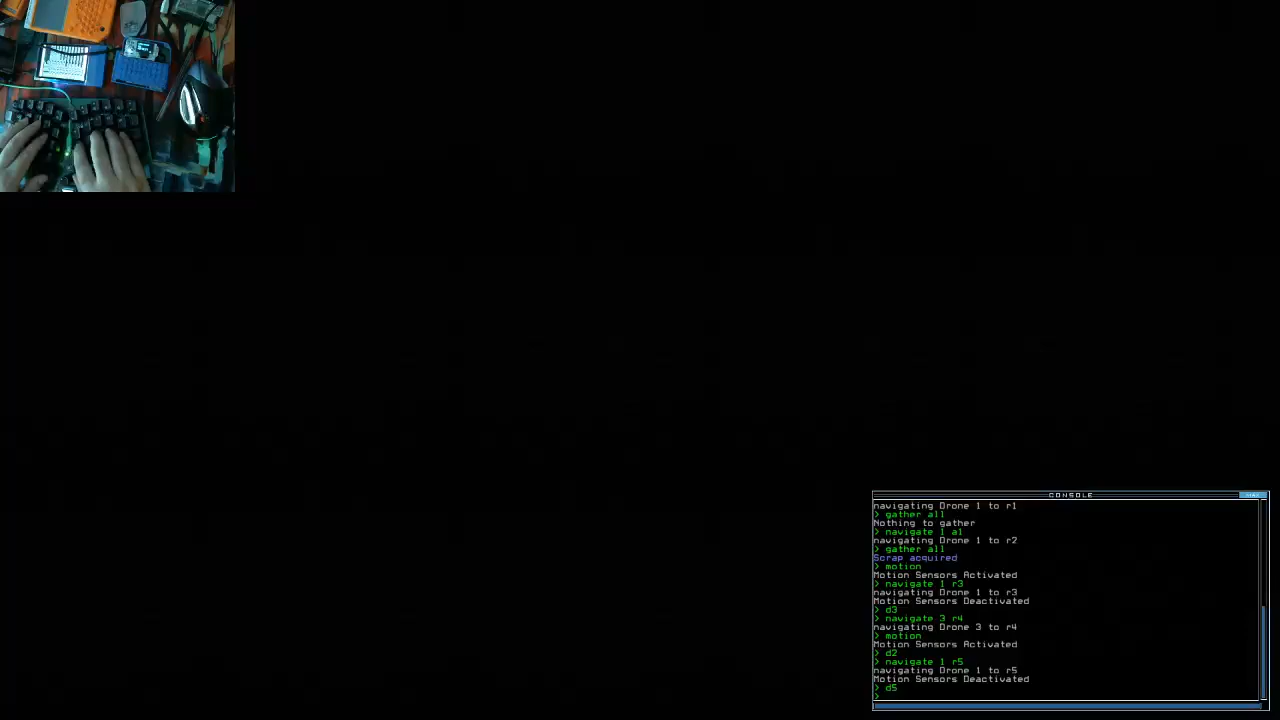 CONSOLE
navigating Drone 1 to r1
> gather all
Nothing to gather
> navigate 1 a1
navigating Drone 1 to r2
> gather all
Scrap acquired
> motion
Motion Sensors Activated
> navigate 1 r3
navigating Drone 1 to r3
Motion Sensors Deactivated
> d3
> navigate 3 r4
navigating Drone 3 to r4
> motion
Motion Sensors Activated
> d2
> navigate 1 r5
navigating Drone 1 to r5
Motion Sensors Deactivated
> d5
>